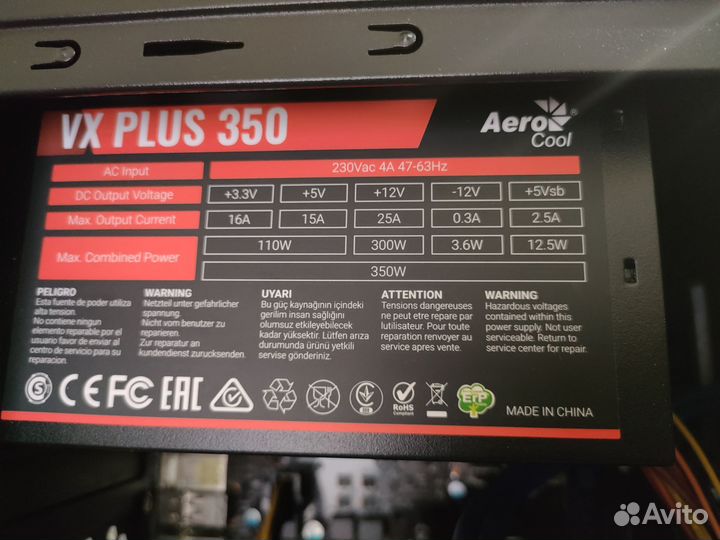 VX PLUS 350
Aero Cool
AC Input 230Vac 4A 47-63Hz
DC Output Voltage +3.3V +5V +12V -12V +5Vsb
Max. Output Current 16A 15A 25A 0.3A 2.5A
Max. Combined Power 110W 300W 3.6W 12.5W
350W
PELIGRO
Esta fuente de poder utiliza
alta tension.
No contiene ningun
elemento reparable por el
usuario favor de enviar al
centro de servicio para su
reparacion.
WARNING
Netzteil unter gefahrlicher
spannung.
Nicht vom benutzer zu
reparieren.
Zur reparatur an
kundendienst zurucksenden.
UYARI
Bu güç kaynağının içindeki
gerilim insan sağlığını
olumsuz etkileyebilecek
kadar yüksektir. Lütfen arıza
durumunda ürünü yetkili
servise gönderiniz.
ATTENTION
Tensions dangereuses
ne peut etre repare par
lutilisateur. Pour toute
reparation renvoyer au
service apres vente.
WARNING
Hazardous voltages
contained within this
power supply. Not user
serviceable. Return to
service center for repair.
S CE FC EAC RoHS Compliant ErP
MADE IN CHINA
Avito